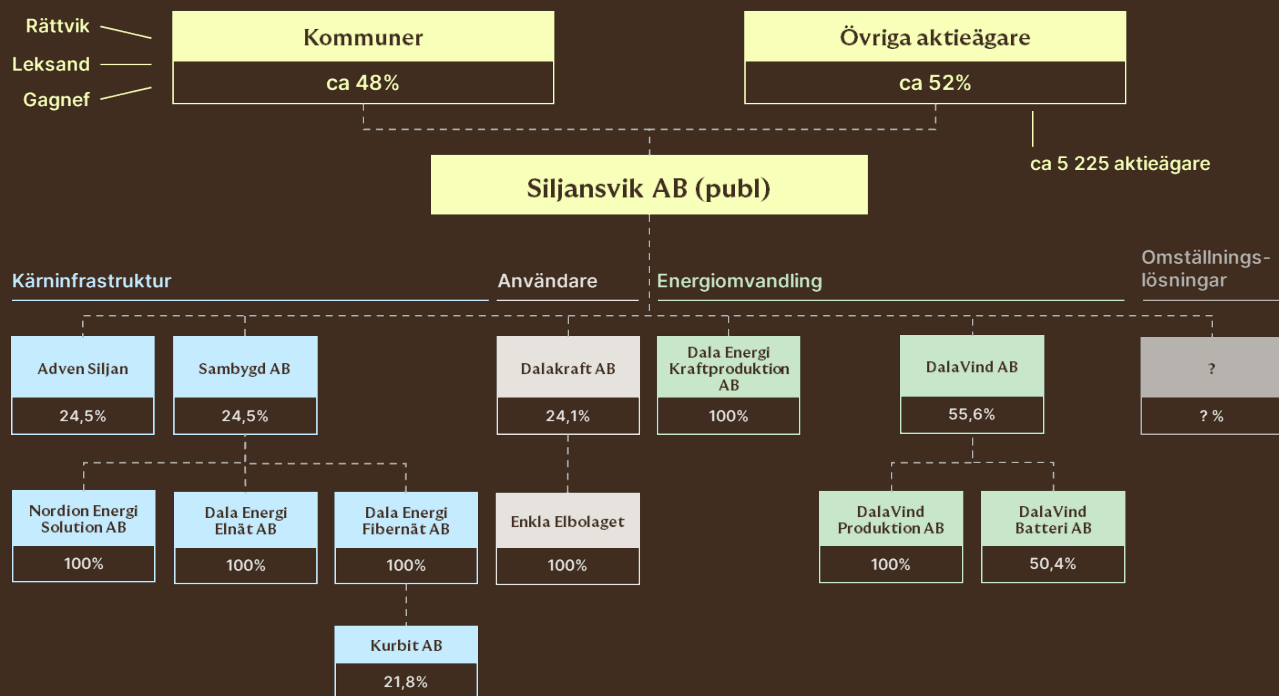 Rättvik
Leksand
Gagnef
Kommuner
ca 48%
Övriga aktieägare
ca 52%
ca 5 225 aktieägare
Siljansvik AB (publ)
Kärninfrastruktur
Användare
Energiomvandling
Omställnings-
lösningar
Adven Siljan
24,5%
Sambygd AB
24,5%
Dalakraft AB
24,1%
Dala Energi
Kraftproduktion
AB
100%
DalaVind AB
55,6%
?
? %
Nordion Energi
Solution AB
100%
Dala Energi
Elnät AB
100%
Dala Energi
Fibernät AB
100%
Enkla Elbolaget
100%
DalaVind
Produktion AB
100%
DalaVind
Batteri AB
50,4%
Kurbit AB
21,8%